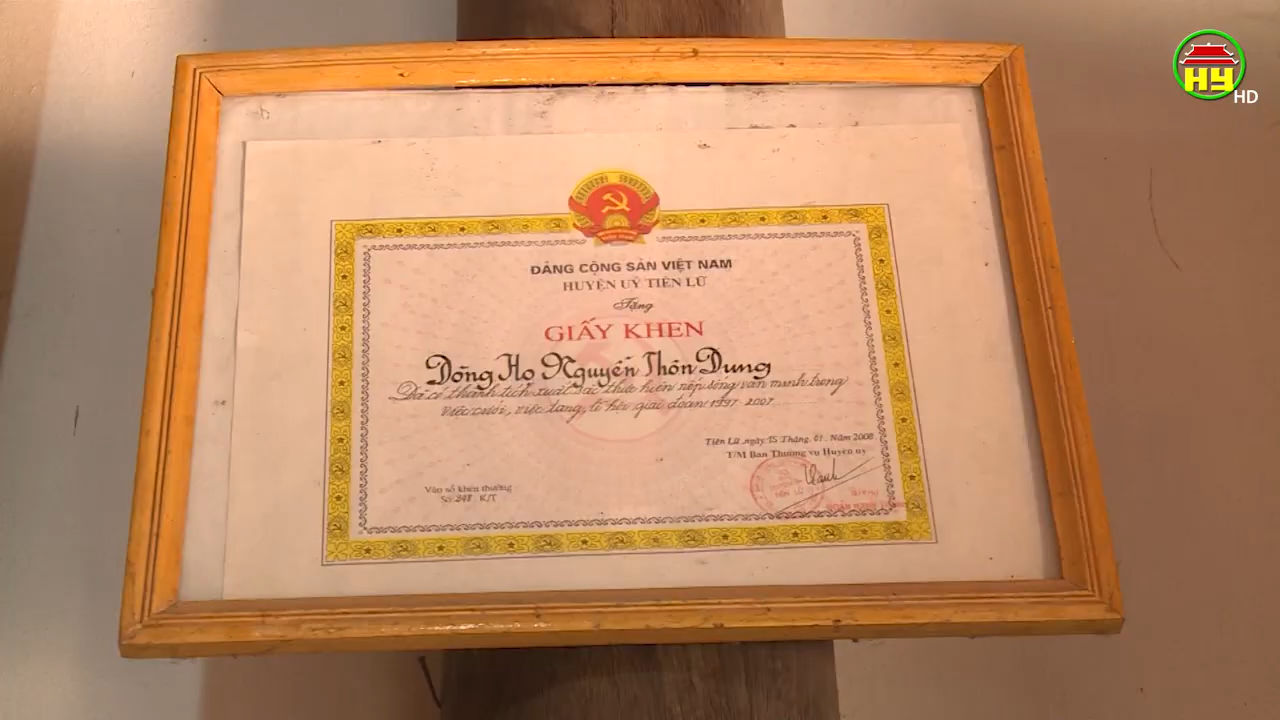 HY
HD
ĐẢNG CỘNG SẢN VIỆT NAM
HUYỆN UỶ TIÊN LỮ
Tặng
GIẤY KHEN
Dòng Họ Nguyễn Thôn Dung
Đã có thành tích xuất sắc thực hiện nếp sống văn minh trong
việc cưới, việc tang, lễ hội giai đoạn 1997-2007
Tiên Lữ, ngày 15 Tháng 01 Năm 2008
T/M Ban Thường vụ Huyện uỷ
Vào sổ khen thưởng
Số 248 K/T